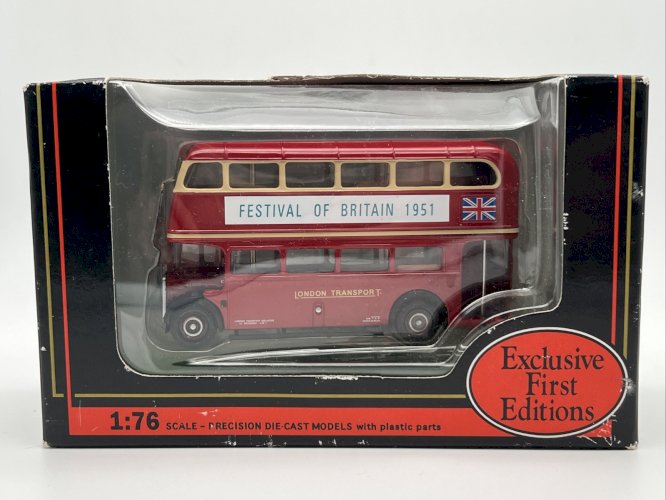 FESTIVAL OF BRITAIN 1951
LONDON TRANSPORT
Exclusive
First
Editions
1:76 SCALE – PRECISION DIE-CAST MODELS with plastic parts